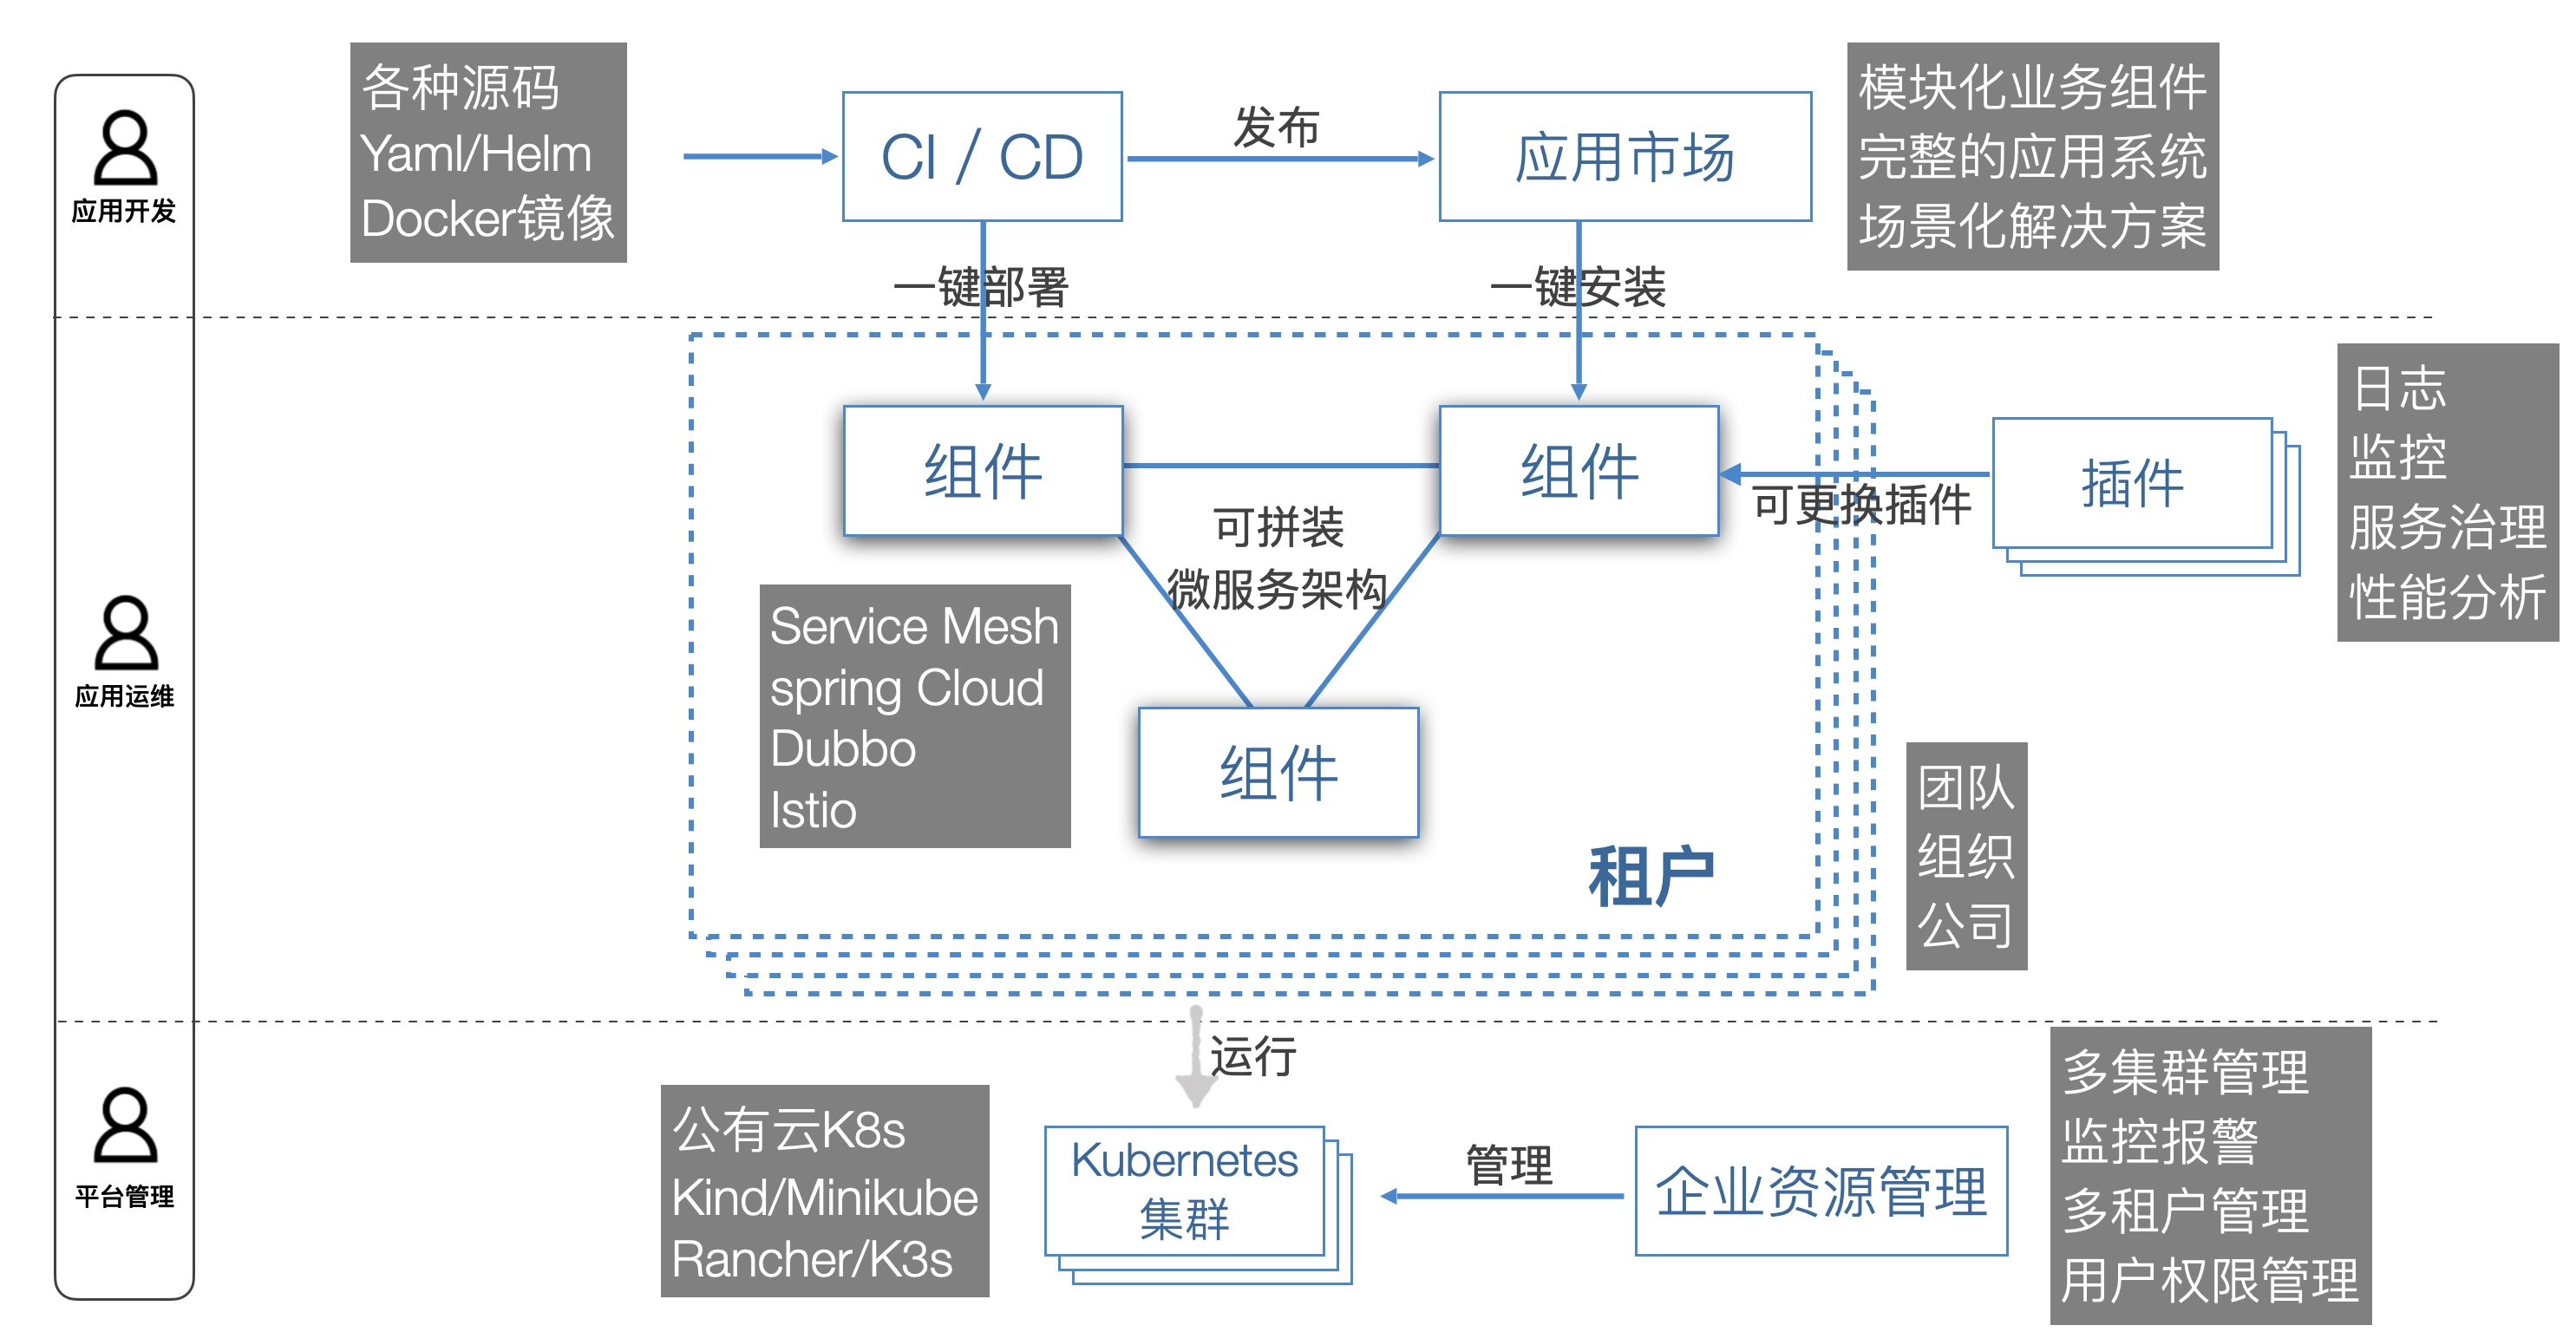 各种源码
Yaml/Helm
Docker镜像
CI / CD
发布
应用市场
模块化业务组件
完整的应用系统
场景化解决方案
应用开发
一键部署
一键安装
组件
组件
可更换插件
插件
日志
监控
服务治理
性能分析
可拼装
微服务架构
Service Mesh
spring Cloud
Dubbo
Istio
应用运维
组件
租户
团队
组织
公司
运行
公有云K8s
Kind/Minikube
Rancher/K3s
Kubernetes
集群
管理
企业资源管理
多集群管理
监控报警
多租户管理
用户权限管理
平台管理